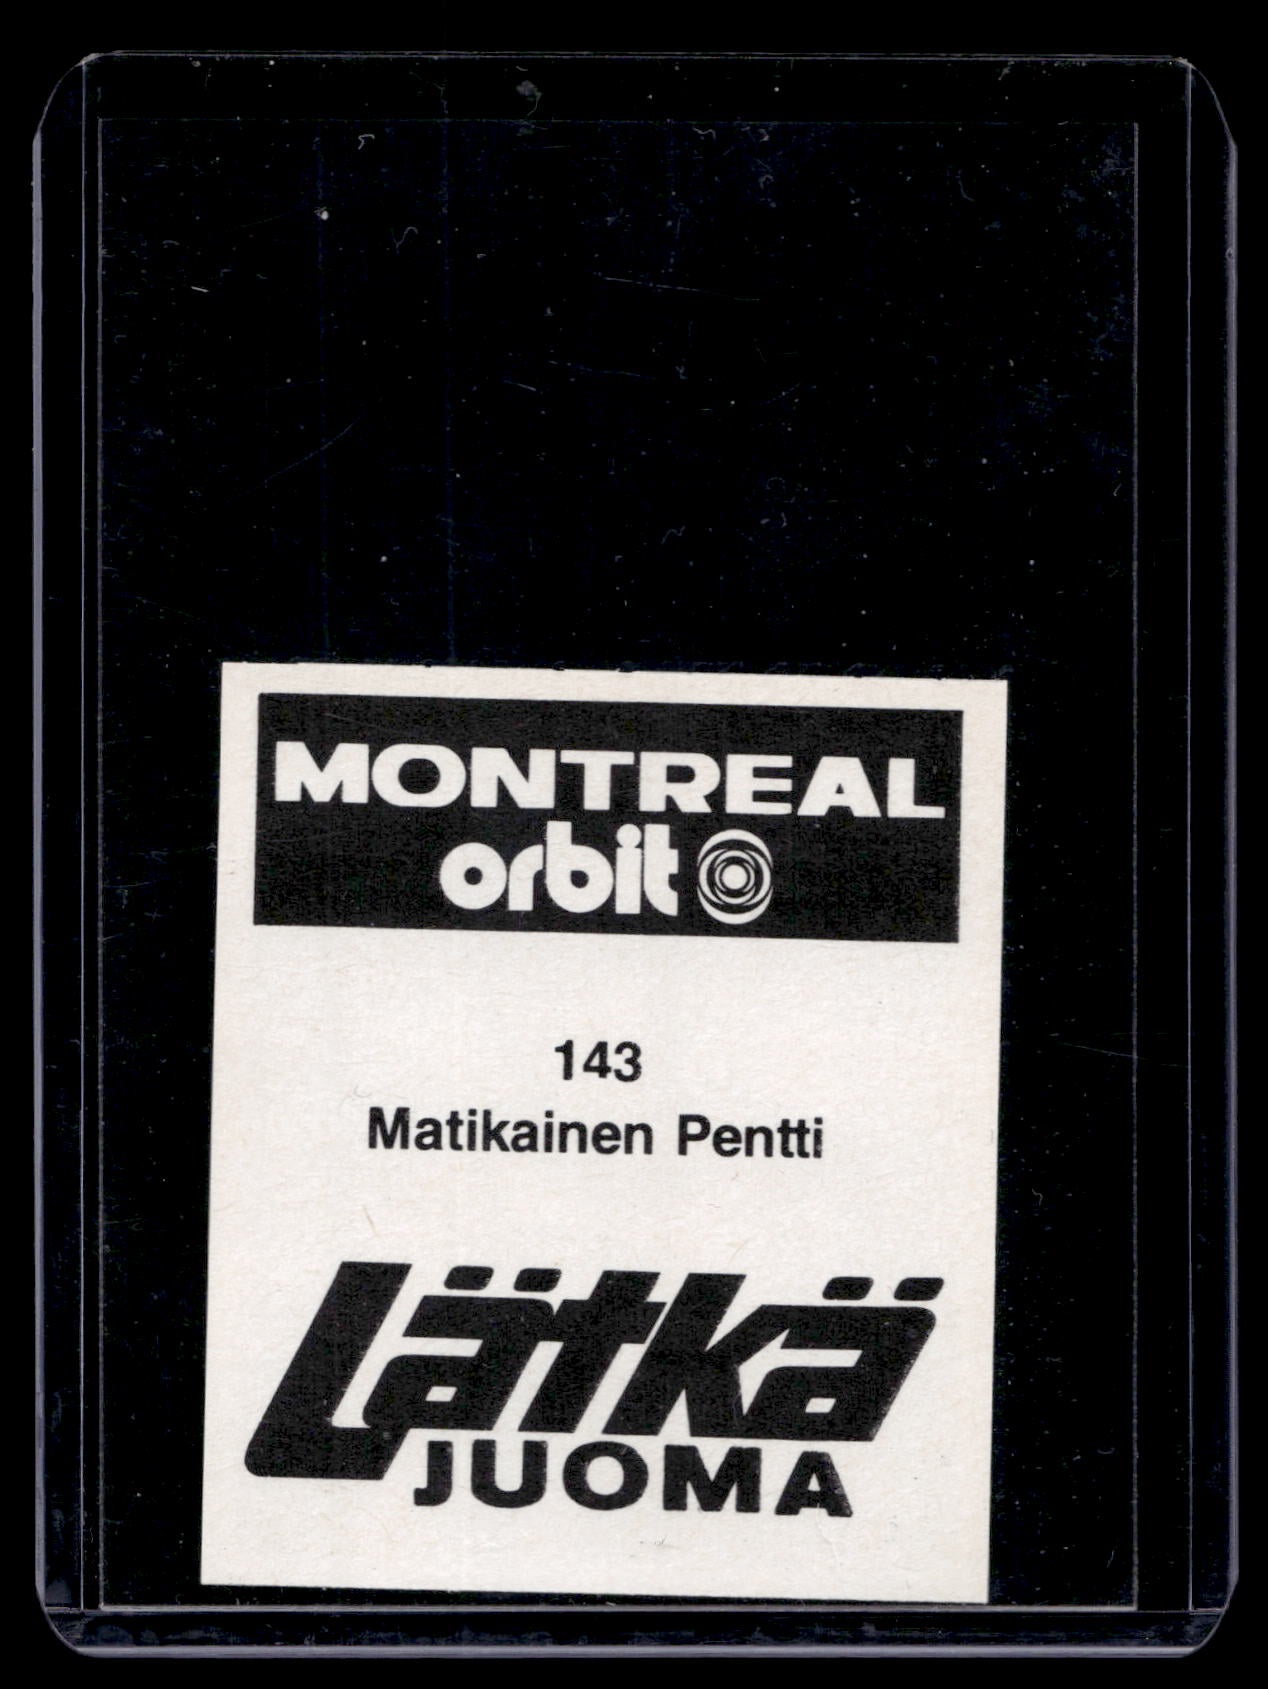 MONTREAL
orbit
143
Matikainen Pentti
Lätkä
JUOMA